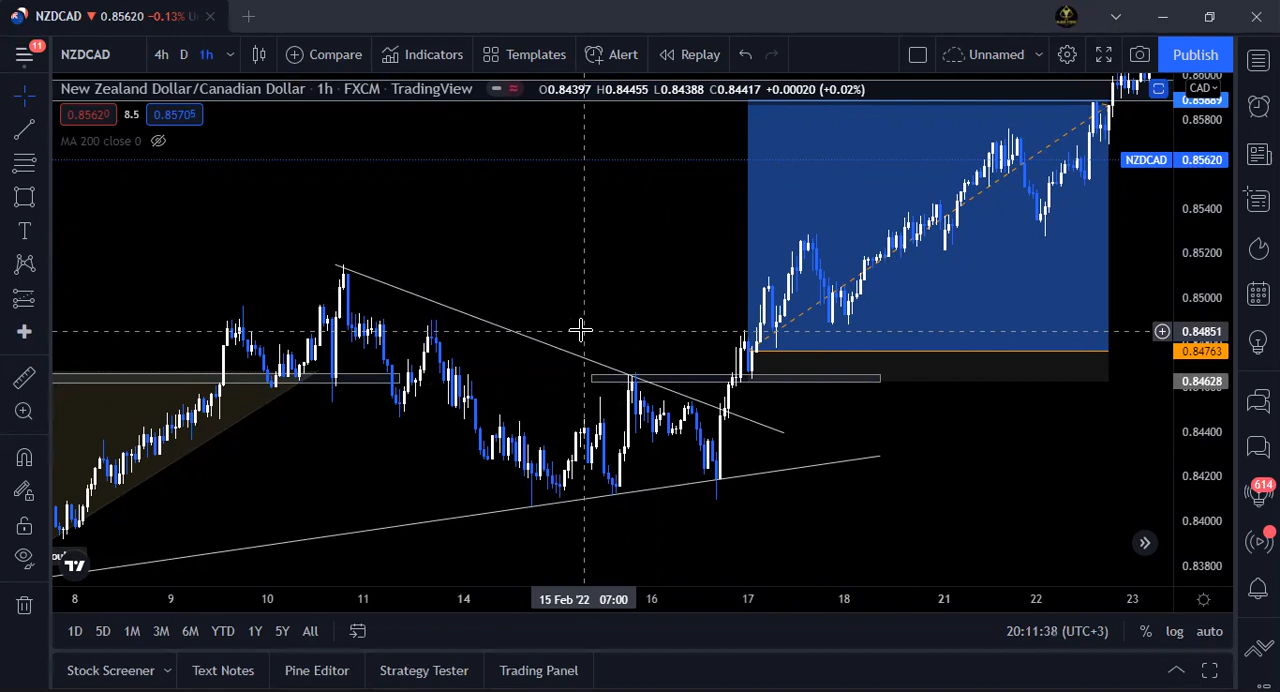 NZDCAD 0.85620 -0.13%
11 NZDCAD 4h D 1h Compare Indicators Templates Alert Replay Unnamed Publish
New Zealand Dollar/Canadian Dollar · 1h · FXCM · TradingView O0.84397 H0.84455 L0.84388 C0.84417 +0.00020 (+0.02%)
CAD
0.85620 8.5 0.85705
MA 200 close 0
0.85800
NZDCAD 0.85620
0.85400
0.85200
0.85000
0.84851
0.84763
0.84628
0.84400
0.84200
614
0.84000
0.83800
8 9 10 11 14 15 Feb '22 07:00 16 17 18 21 22 23
1D 5D 1M 3M 6M YTD 1Y 5Y All 20:11:38 (UTC+3) % log auto
Stock Screener Text Notes Pine Editor Strategy Tester Trading Panel